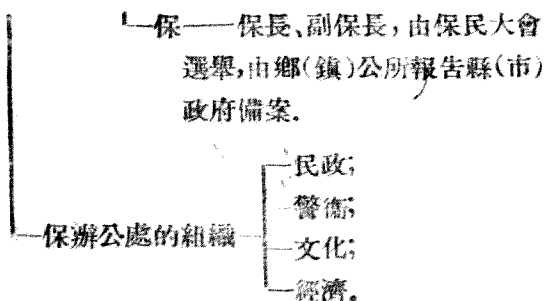 保——保長、副保長,由保民大會
選舉,由鄉(鎮)公所報告縣(市)
政府備案.
民政;
警衞;
保辦公處的組織
文化;
經濟。